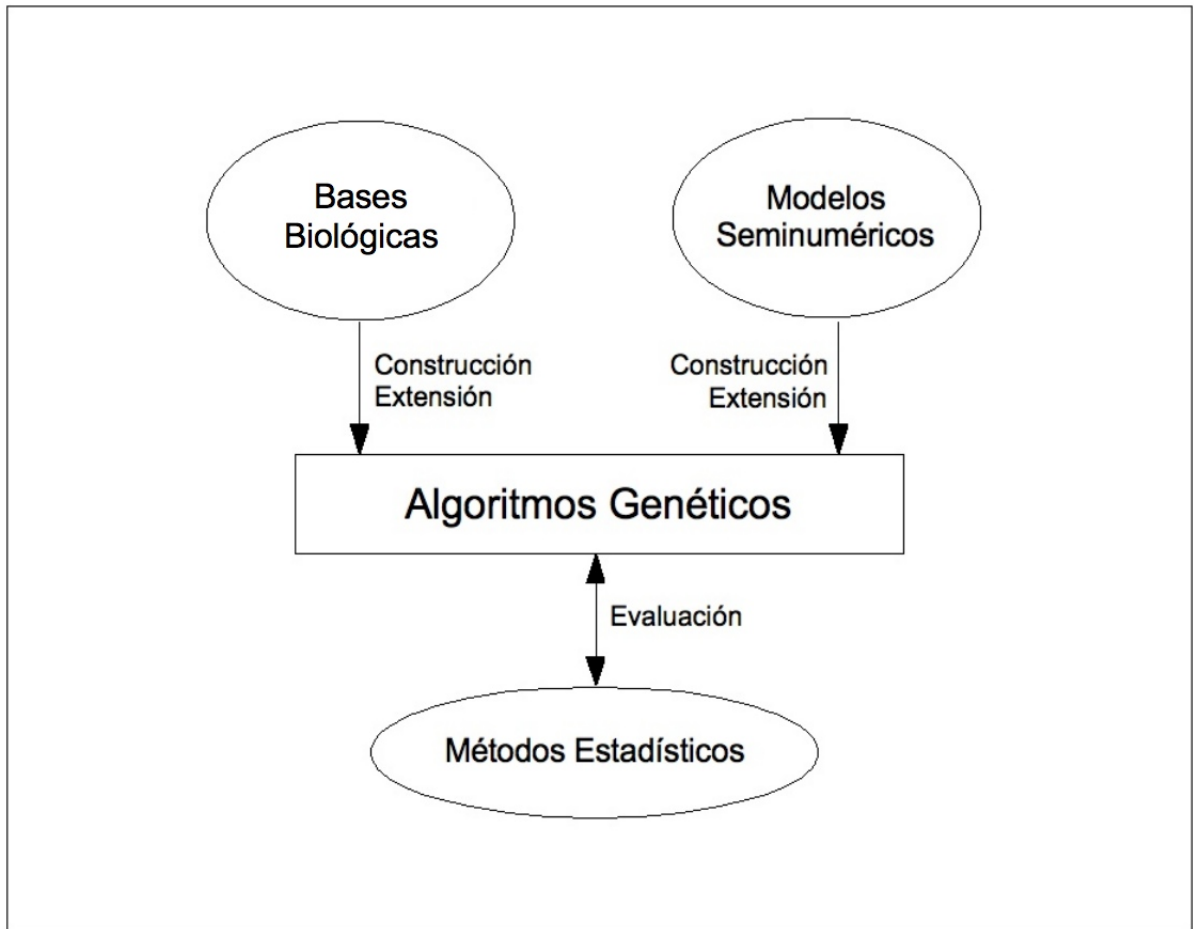 Bases
Biológicas
Modelos
Seminuméricos
Construcción
Extensión
Construcción
Extensión
Algoritmos Genéticos
Evaluación
Métodos Estadísticos